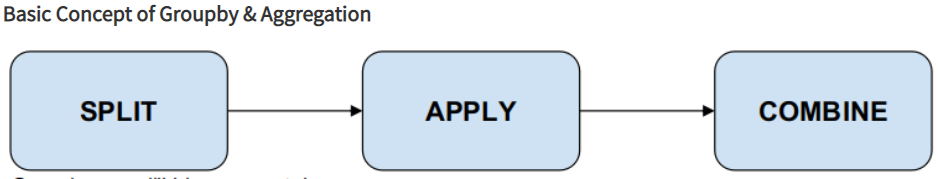 Basic Concept of Groupby & Aggregation
SPLIT
APPLY
COMBINE